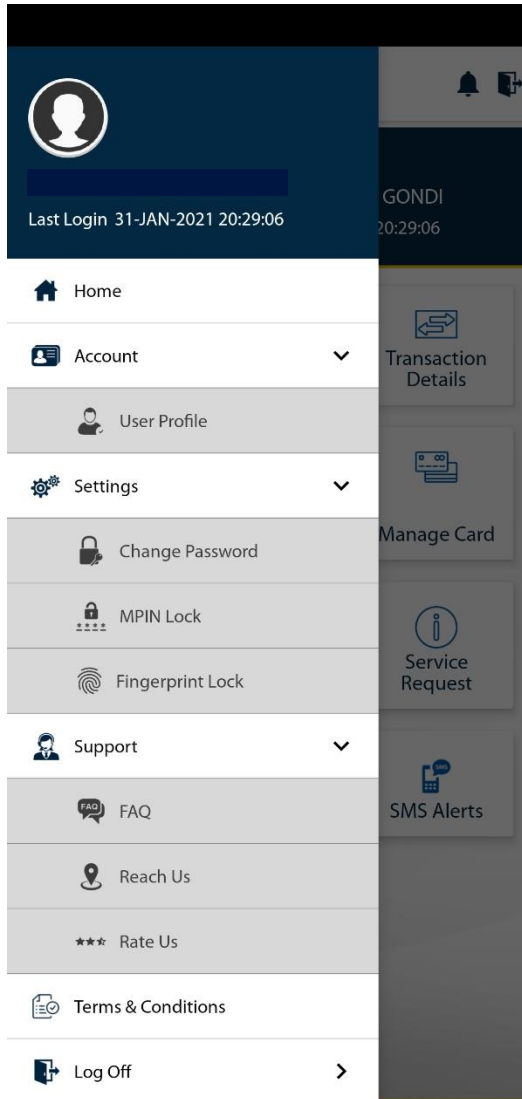 Last Login 31-JAN-2021 20:29:06
Home
Account
User Profile
Settings
Change Password
MPIN Lock
Fingerprint Lock
Support
FAQ
FAQ
Reach Us
Rate Us
Terms & Conditions
Log Off
GONDI
20:29:06
Transaction
Details
Manage Card
Service
Request
SMS
SMS Alerts